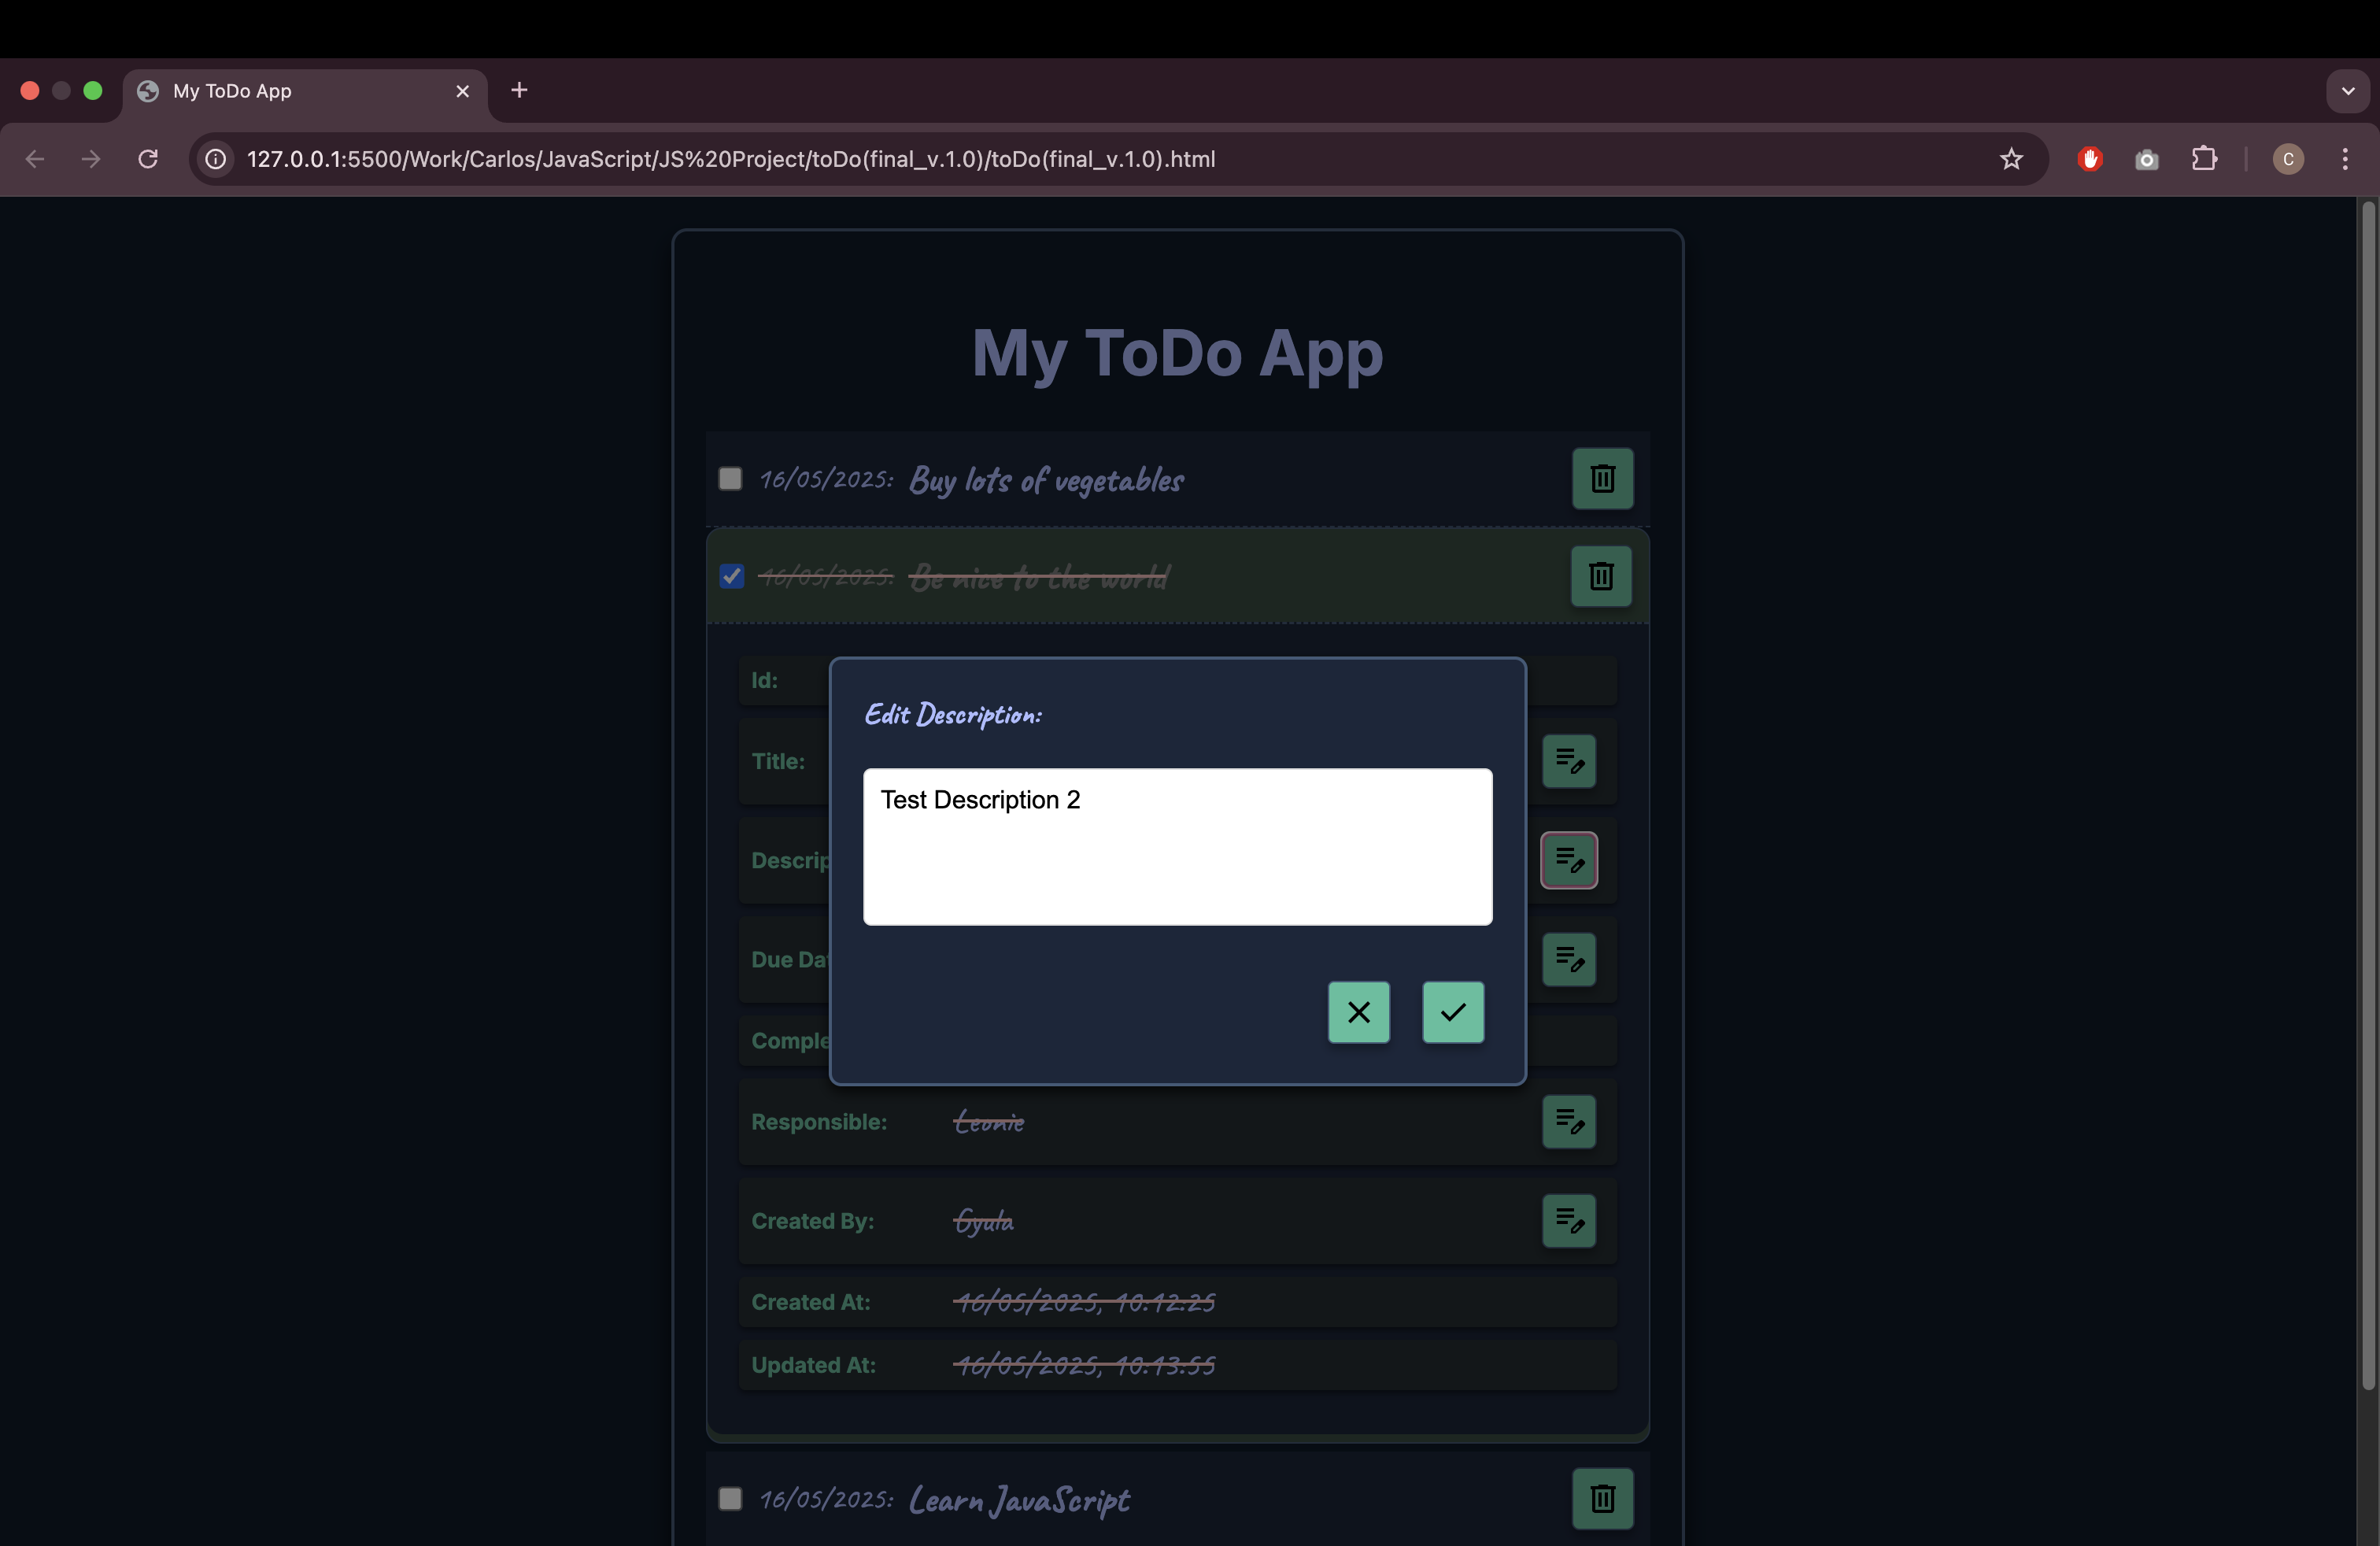 My ToDo App
127.0.0.1:5500/Work/Carlos/JavaScript/JS%20Project/toDo(final_v.1.0)/toDo(final_v.1.0).html
C
My ToDo App
16/05/2025: Buy lots of vegetables
16/05/2025: Be nice to the world
Id:
Edit Description:
Title:
Test Description 2
Descrip
Due Dat
Comple
Responsible: Leonie
Created By: Gyula
Created At: 16/05/2025, 10:12:25
Updated At: 16/05/2025, 10:13:55
16/05/2025: Learn JavaScript